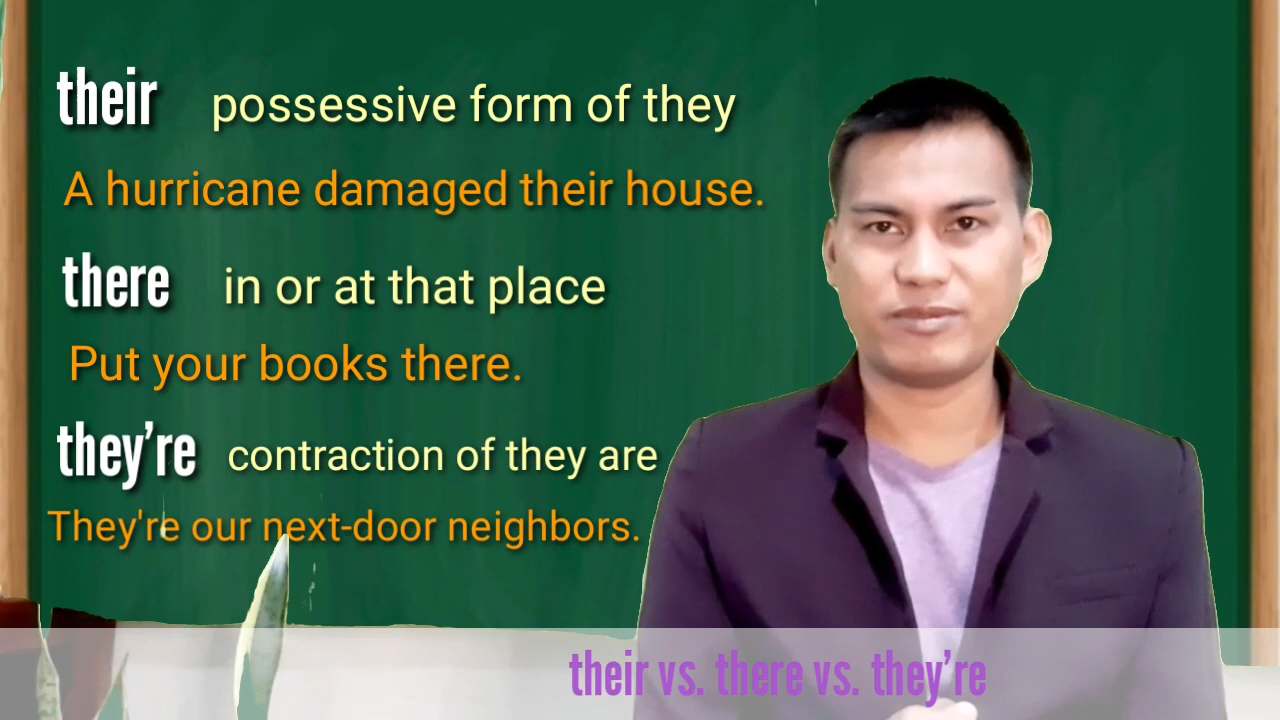 their possessive form of they
A hurricane damaged their house.
there in or at that place
Put your books there.
they’re contraction of they are
They're our next-door neighbors.
their vs. there vs. they’re